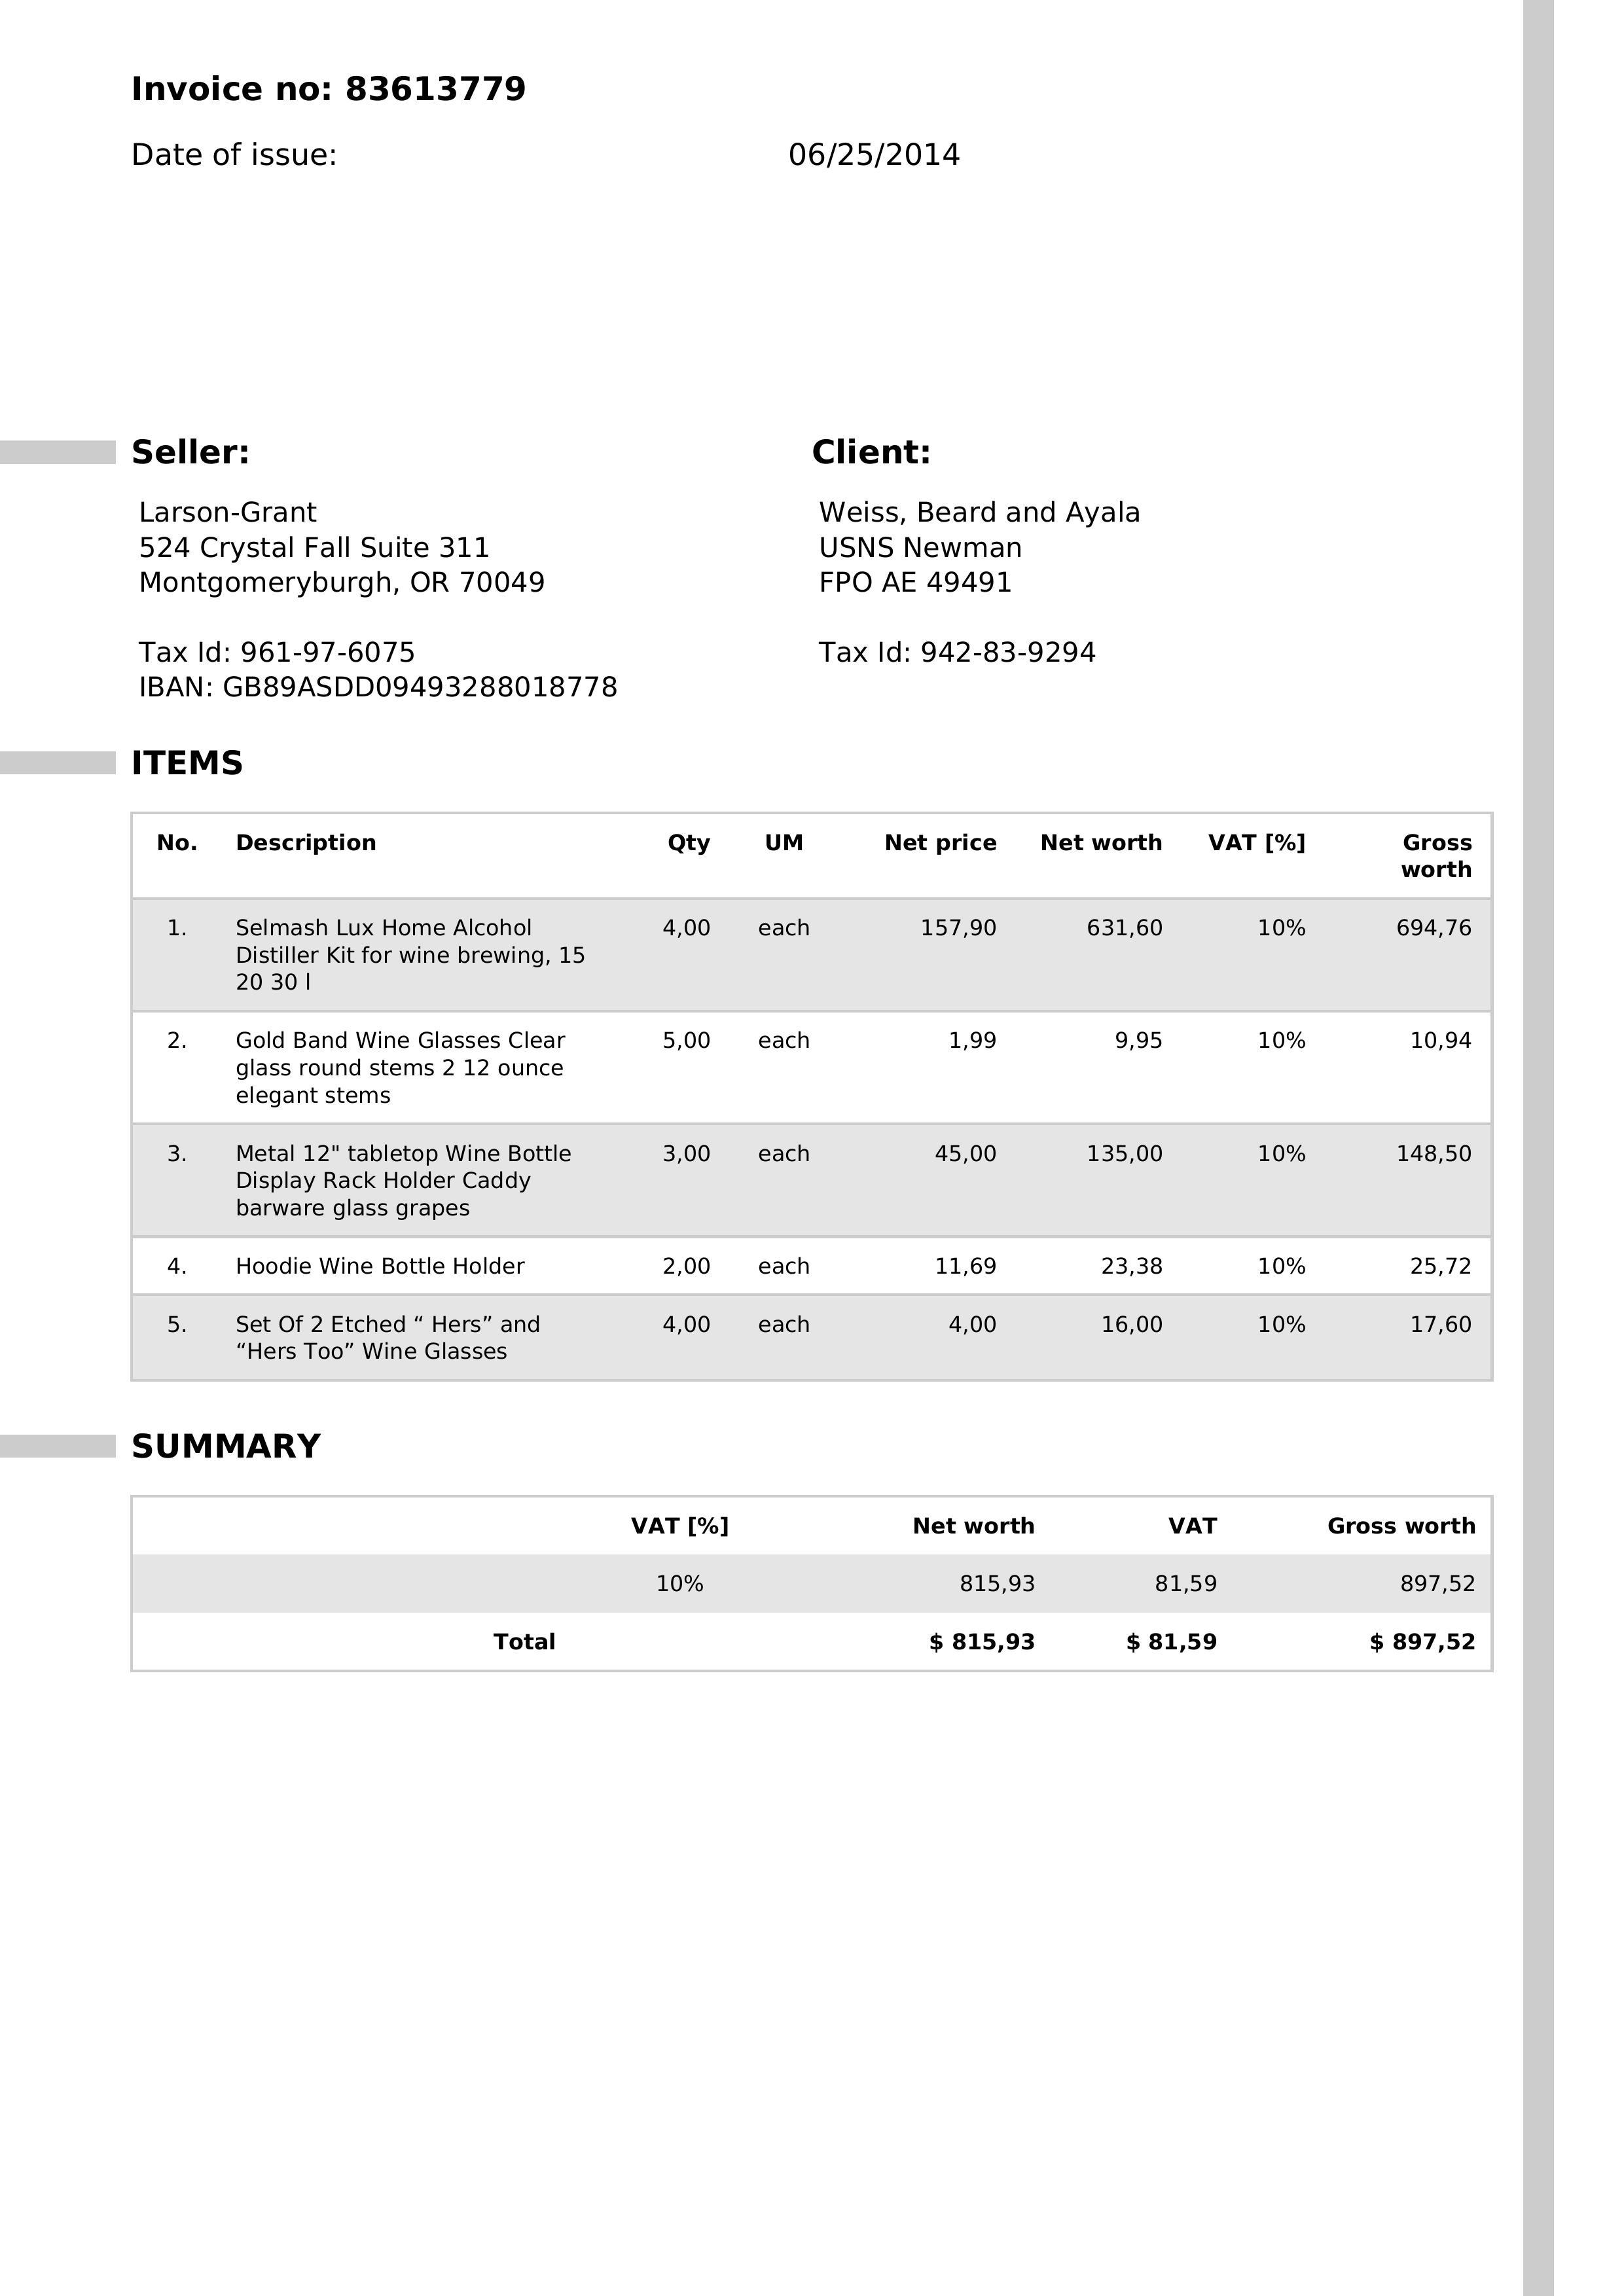 Invoice no: 83613779
Date of issue: 06/25/2014
Seller:
Larson-Grant
524 Crystal Fall Suite 311
Montgomeryburgh, OR 70049
Tax Id: 961-97-6075
IBAN: GB89ASDD09493288018778
Client:
Weiss, Beard and Ayala
USNS Newman
FPO AE 49491
Tax Id: 942-83-9294
ITEMS
No. Description Qty UM Net price Net worth VAT [%] Gross
worth
1. Selmash Lux Home Alcohol 4,00 each 157,90 631,60 10% 694,76
Distiller Kit for wine brewing, 15
20 30 l
2. Gold Band Wine Glasses Clear 5,00 each 1,99 9,95 10% 10,94
glass round stems 2 12 ounce
elegant stems
3. Metal 12" tabletop Wine Bottle 3,00 each 45,00 135,00 10% 148,50
Display Rack Holder Caddy
barware glass grapes
4. Hoodie Wine Bottle Holder 2,00 each 11,69 23,38 10% 25,72
5. Set Of 2 Etched “ Hers” and 4,00 each 4,00 16,00 10% 17,60
“Hers Too” Wine Glasses
SUMMARY
VAT [%] Net worth VAT Gross worth
10% 815,93 81,59 897,52
Total $ 815,93 $ 81,59 $ 897,52